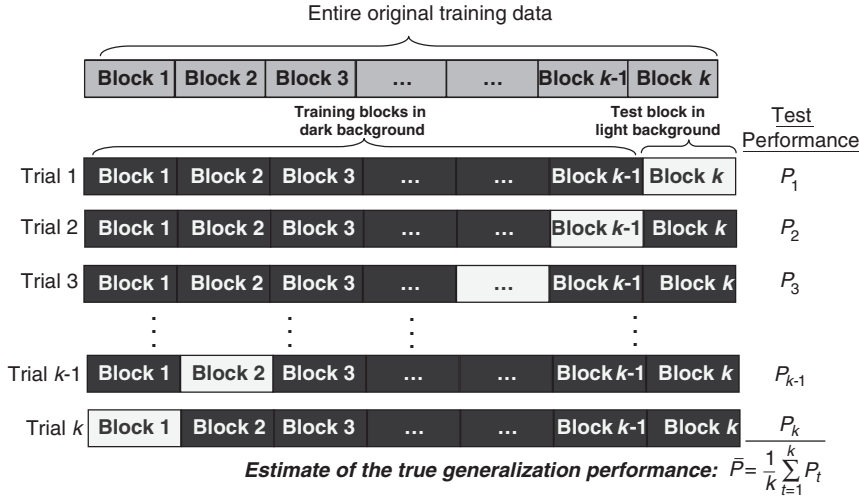 Entire original training data
Block 1 Block 2 Block 3 ... ... Block k-1 Block k
Training blocks in dark background
Test block in light background
Test Performance
Trial 1 Block 1 Block 2 Block 3 ... ... Block k-1 Block k P1
Trial 2 Block 1 Block 2 Block 3 ... ... Block k-1 Block k P2
Trial 3 Block 1 Block 2 Block 3 ... ... Block k-1 Block k P3
Trial k-1 Block 1 Block 2 Block 3 ... ... Block k-1 Block k Pk-1
Trial k Block 1 Block 2 Block 3 ... ... Block k-1 Block k Pk
Estimate of the true generalization performance: P̄ = 1/k ∑ t=1 k Pt